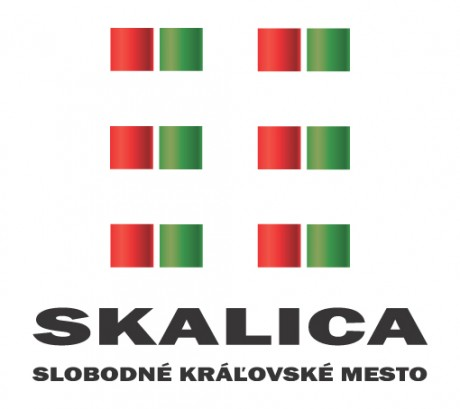 SKALICA
SLOBODNÉ KRÁĽOVSKÉ MESTO